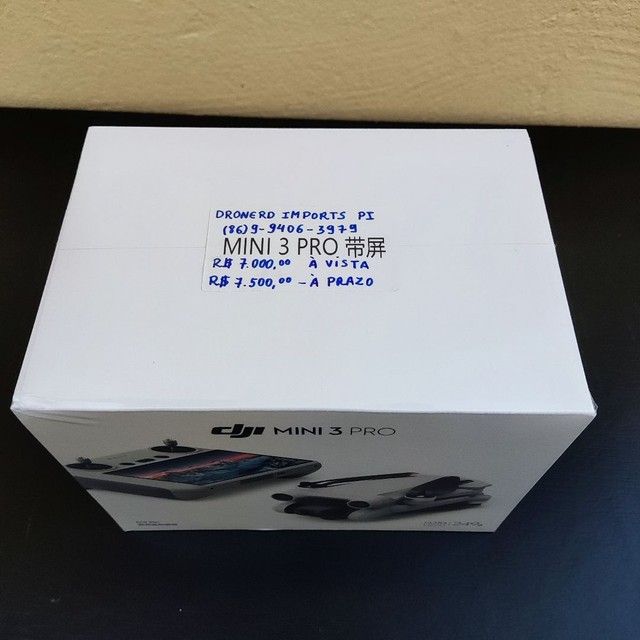 DRONERD IMPORTS PI
(86)9-9406-3979
MINI 3 PRO 带屏
R$ 7.000,00 À VISTA
R$ 7.500,00 - À PRAZO
dji MINI 3 PRO